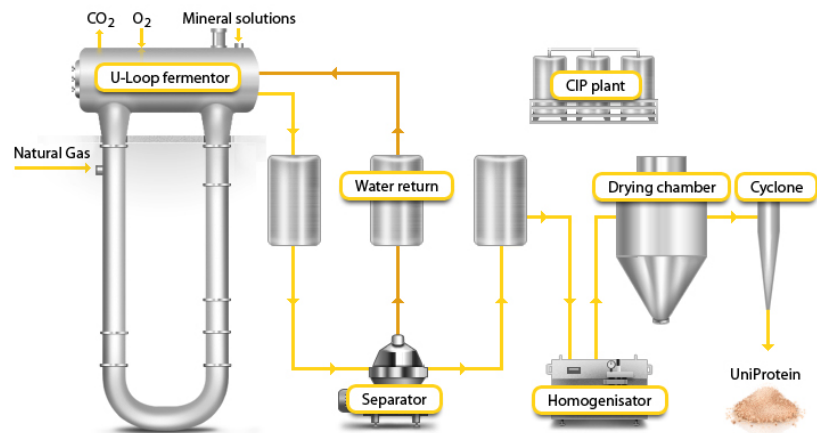 CO2 O2 Mineral solutions
U-Loop fermentor
CIP plant
Natural Gas
Water return
Drying chamber
Cyclone
UniProtein
Separator
Homogenisator